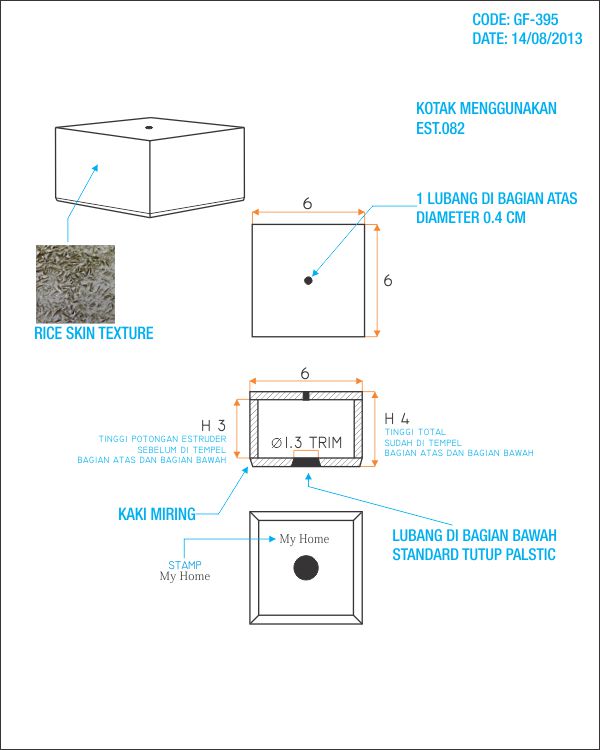 CODE: GF-395
DATE: 14/08/2013
KOTAK MENGGUNAKAN
EST.082
1 LUBANG DI BAGIAN ATAS
DIAMETER 0.4 CM
6
6
RICE SKIN TEXTURE
6
H 3
TINGGI POTONGAN ESTRUDER
SEBELUM DI TEMPEL
BAGIAN ATAS DAN BAGIAN BAWAH
Ø1.3 TRIM
H 4
TINGGI TOTAL
SUDAH DI TEMPEL
BAGIAN ATAS DAN BAGIAN BAWAH
KAKI MIRING
LUBANG DI BAGIAN BAWAH
STANDARD TUTUP PALSTIC
My Home
STAMP
My Home